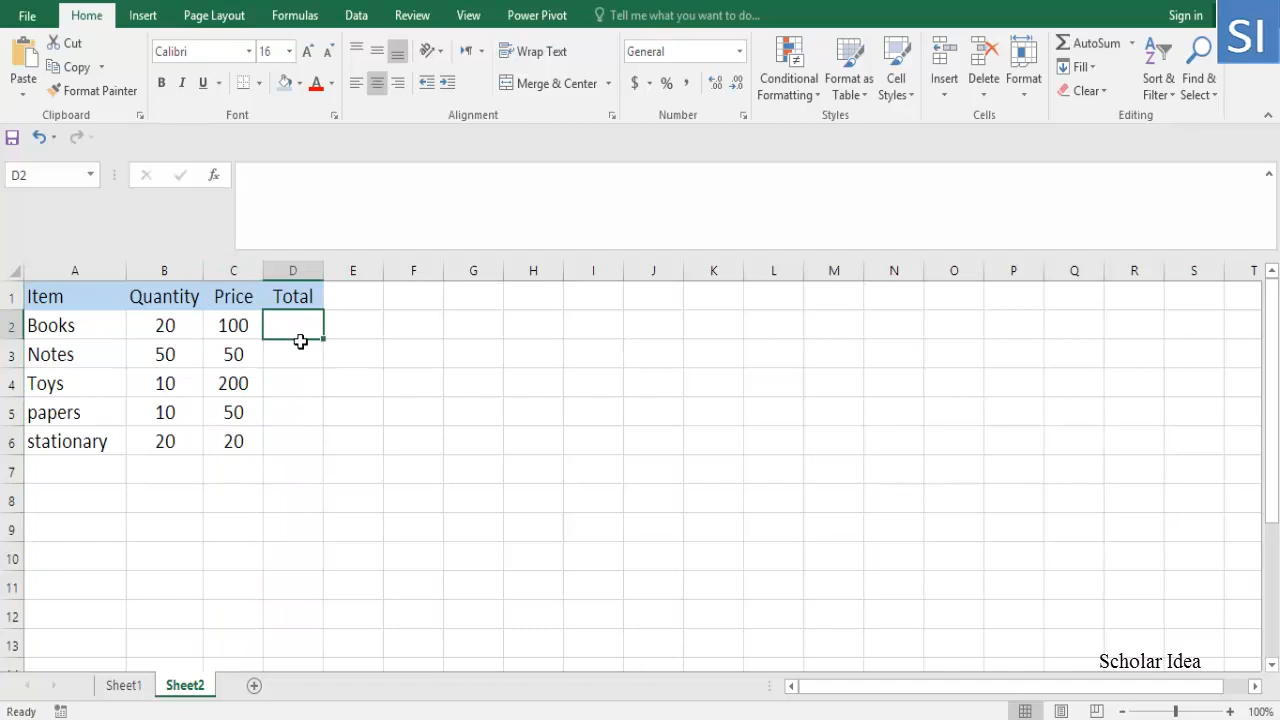 File Home Insert Page Layout Formulas Data Review View Power Pivot Tell me what you want to do... Sign in
SI
Paste
Cut
Copy
Format Painter
Clipboard
Calibri 16 A A
B I U A
Font
Wrap Text
Merge & Center
Alignment
General
$ % , .0 .00 .00 .0
Number
Conditional Formatting
Format as Table
Cell Styles
Styles
Insert Delete Format
Cells
AutoSum
Fill
Clear
Sort & Filter
Find & Select
Editing
D2 fx
A B C D E F G H I J K L M N O P Q R S T
1 Item Quantity Price Total
2 Books 20 100
3 Notes 50 50
4 Toys 10 200
5 papers 10 50
6 stationary 20 20
7
8
9
10
11
12
13
Scholar Idea
Sheet1 Sheet2
Ready 100%